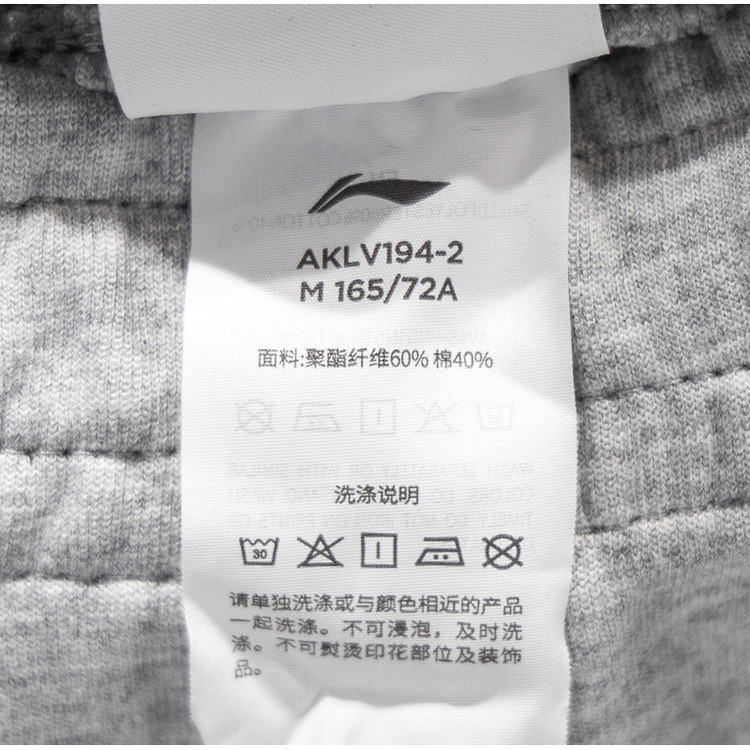 AKLV194-2
M 165/72A
面料:聚酯纤维60% 棉40%
洗涤说明
30
请单独洗涤或与颜色相近的产品
一起洗涤。不可浸泡，及时洗
涤。不可熨烫印花部位及装饰
品。